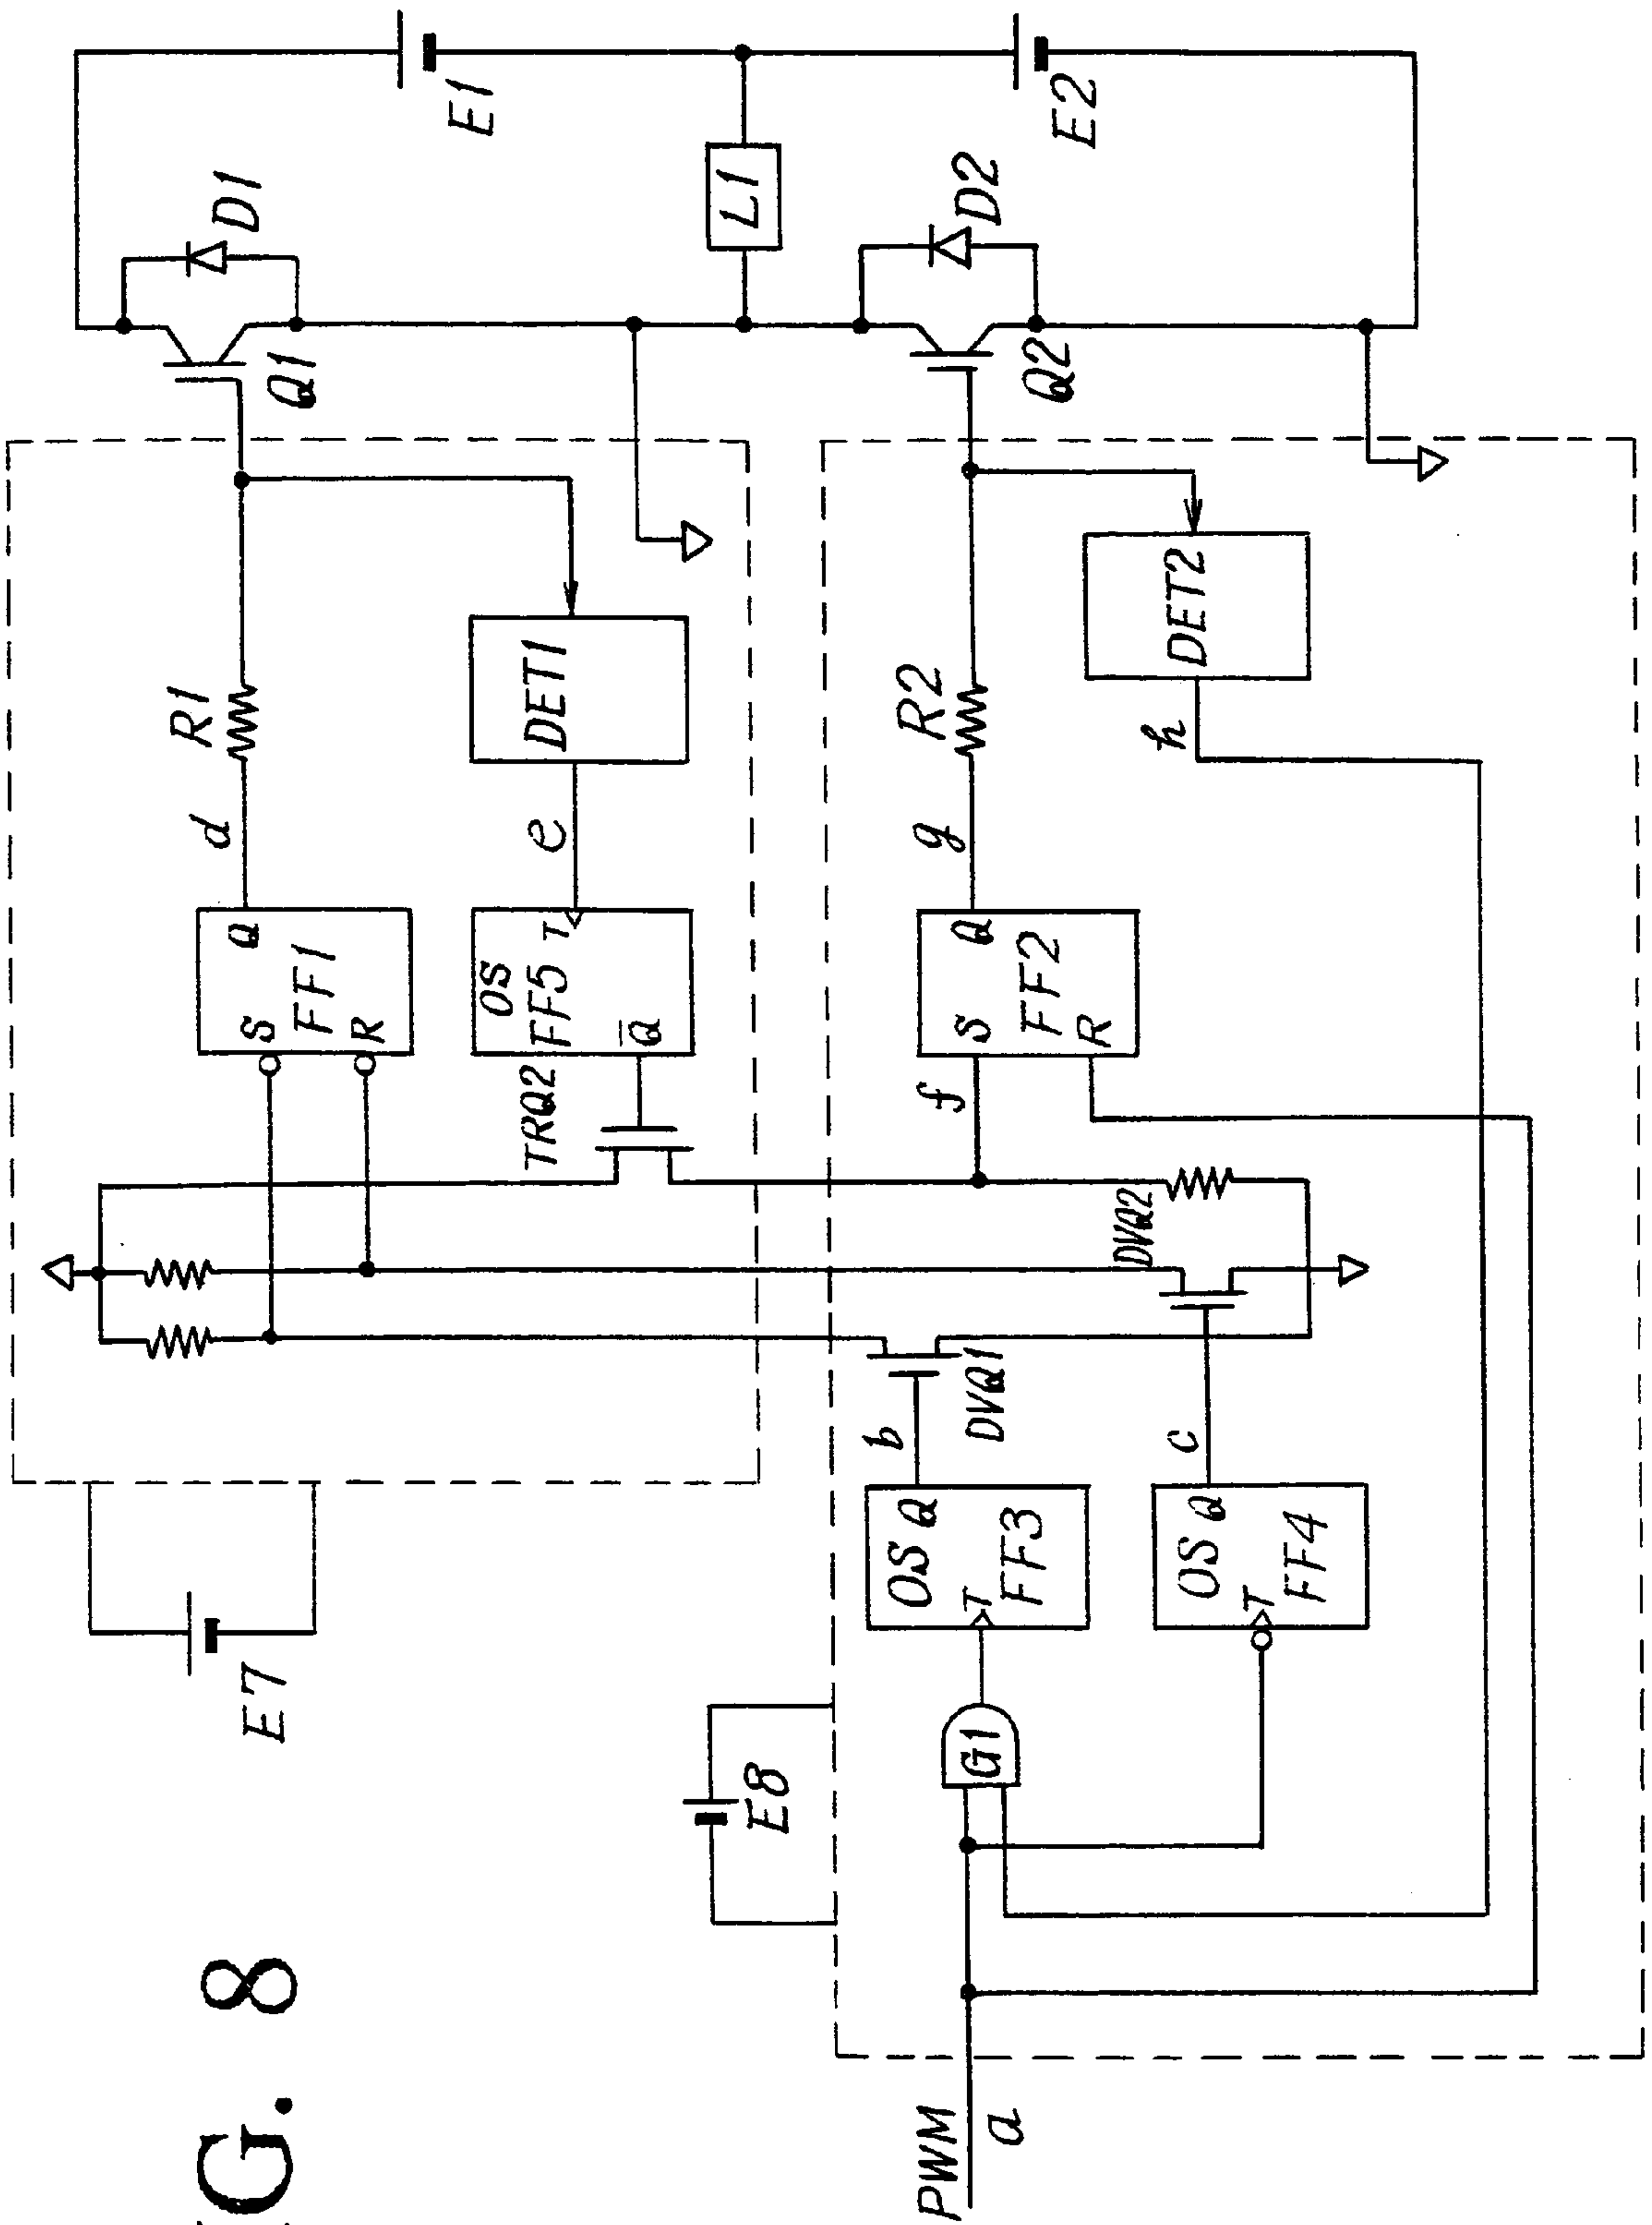 G. 8
E7
E8
PWM
a
G1
OS Q
T
FF3
OS Q
T
FF4
b
DVQ1
c
DVQ2
S Q
FF1
R
TRQ2
OS
FF5 T
Q̅
f
S Q
FF2
R
d
R1
e
DET1
g
R2
h
DET2
Q1
D1
Q2
D2
L1
E1
E2